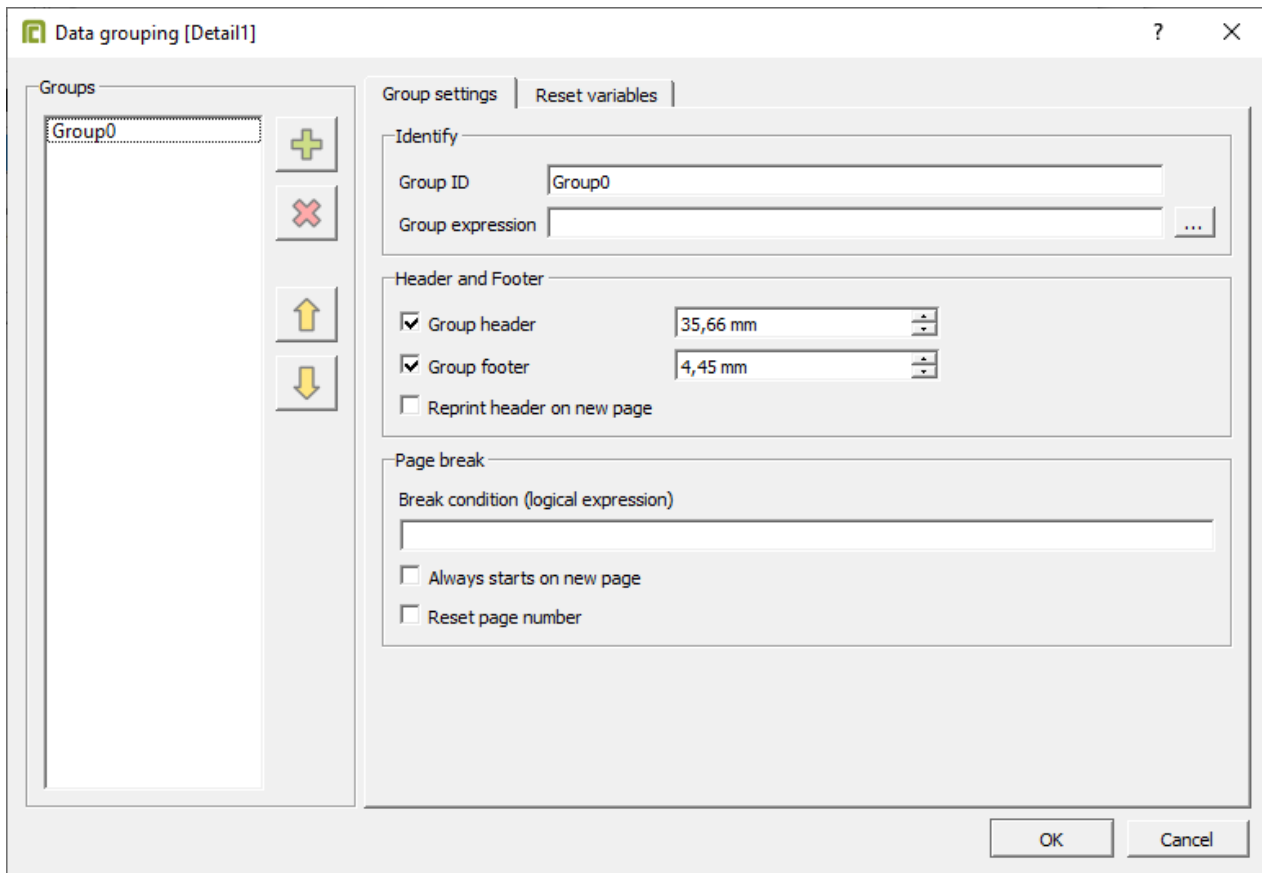 Data grouping [Detail1]
?
Groups
Group0
Group settings
Reset variables
Identify
Group ID
Group0
Group expression
...
Header and Footer
Group header
35,66 mm
Group footer
4,45 mm
Reprint header on new page
Page break
Break condition (logical expression)
Always starts on new page
Reset page number
OK
Cancel